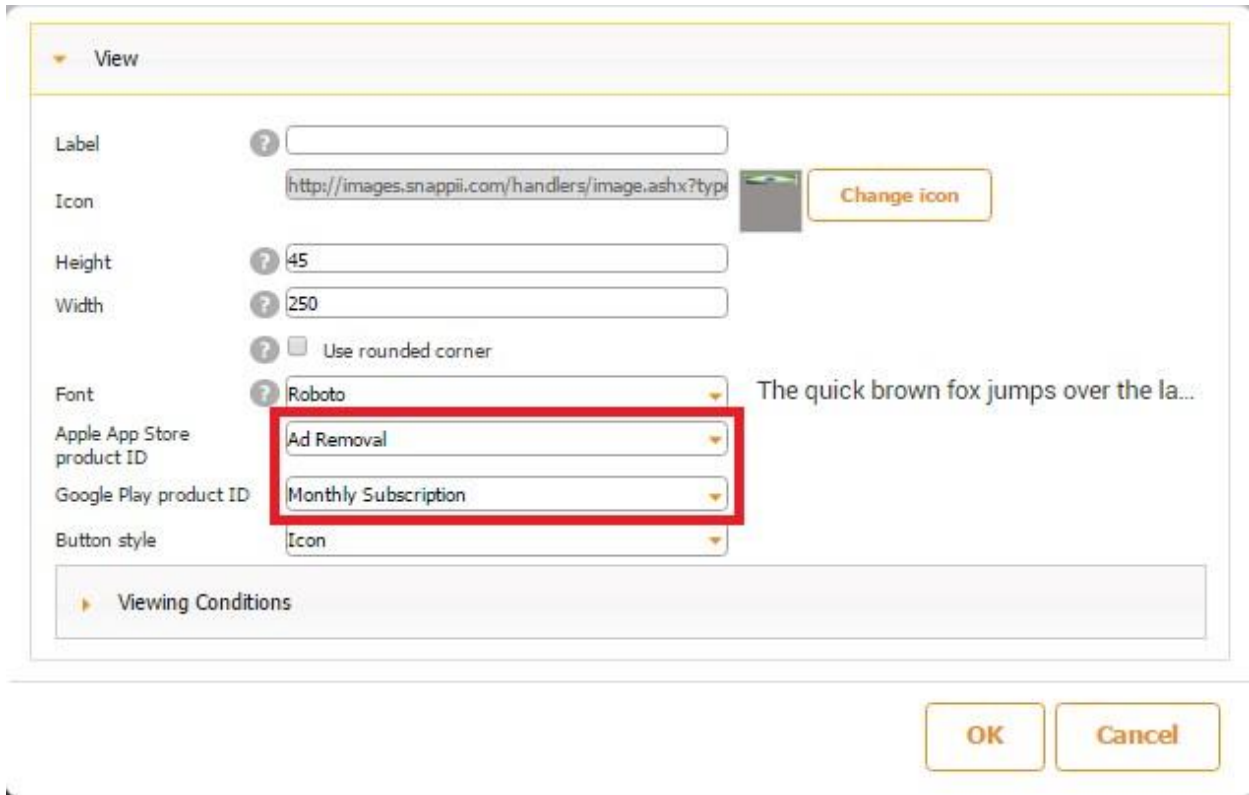 View
Label ?
Icon http://images.snappii.com/handlers/image.ashx?type Change icon
Height ? 45
Width ? 250
? Use rounded corner
Font ? Roboto The quick brown fox jumps over the la...
Apple App Store
product ID Ad Removal
Google Play product ID Monthly Subscription
Button style Icon
Viewing Conditions
OK Cancel